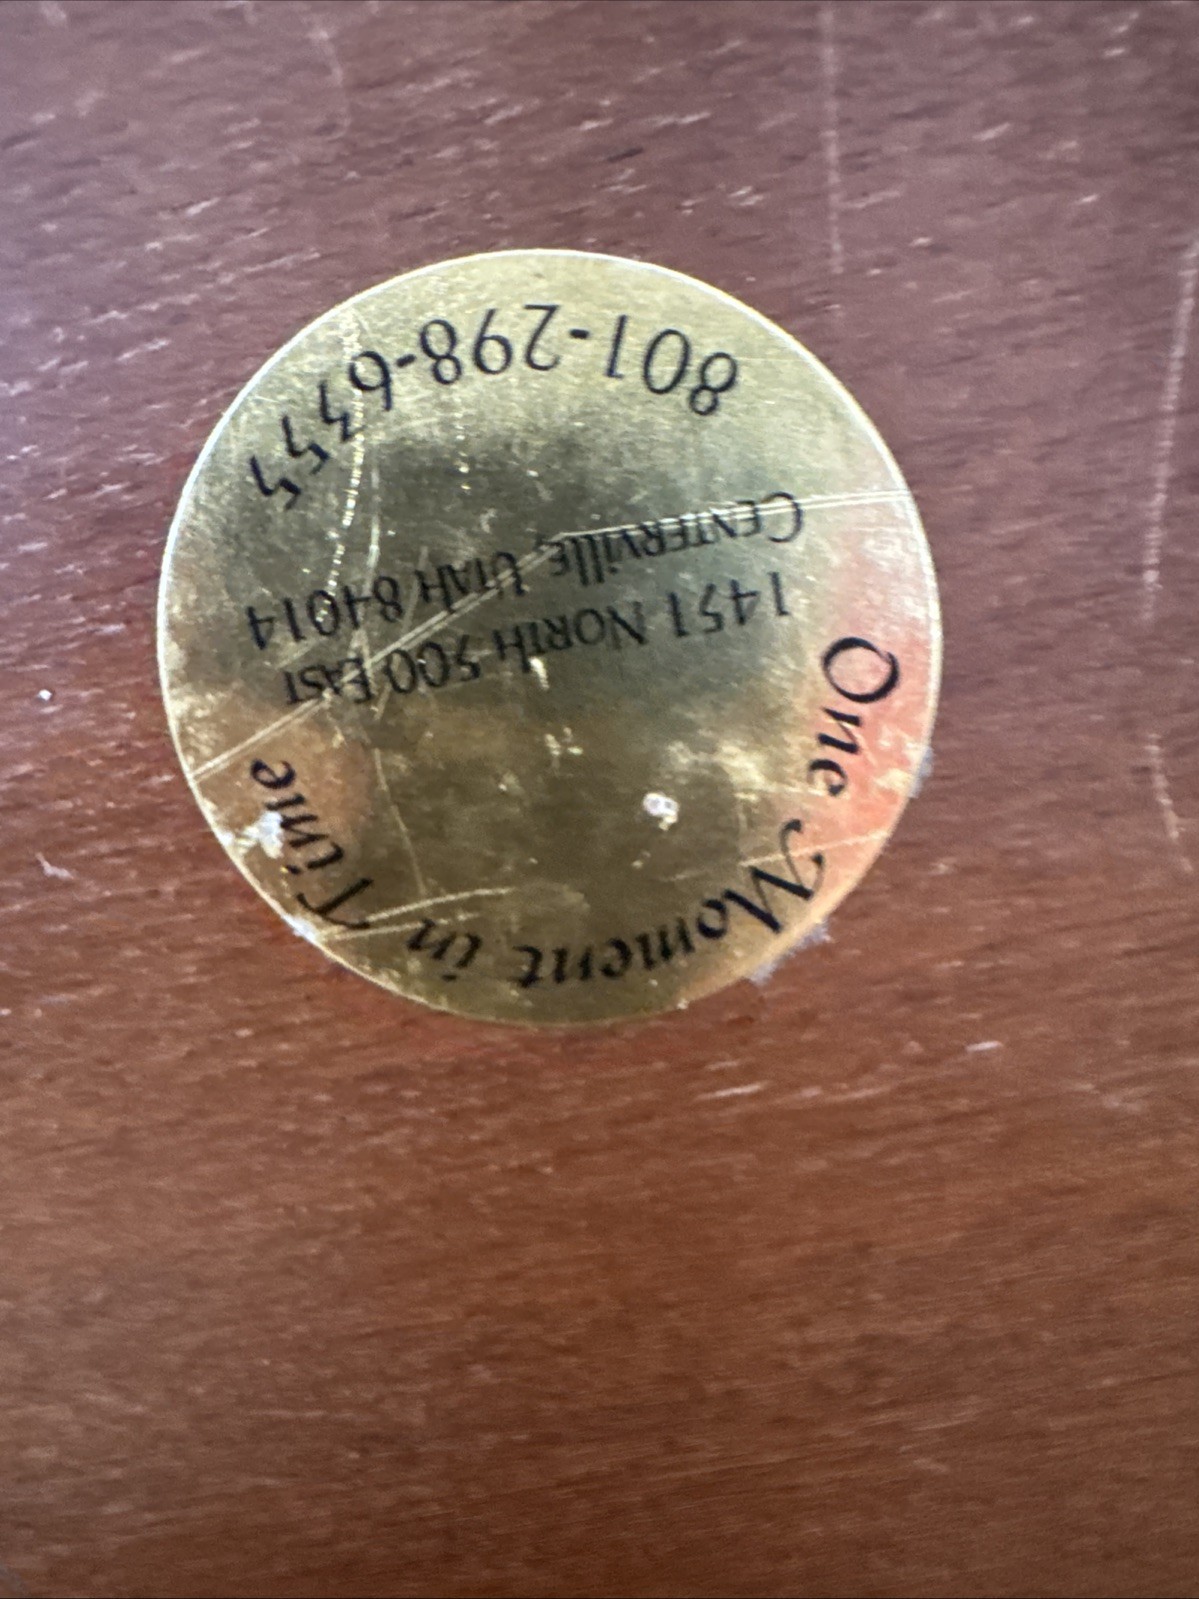 One Moment in Time
1451 North 500 East
Centerville, Utah 84014
801-298-6355